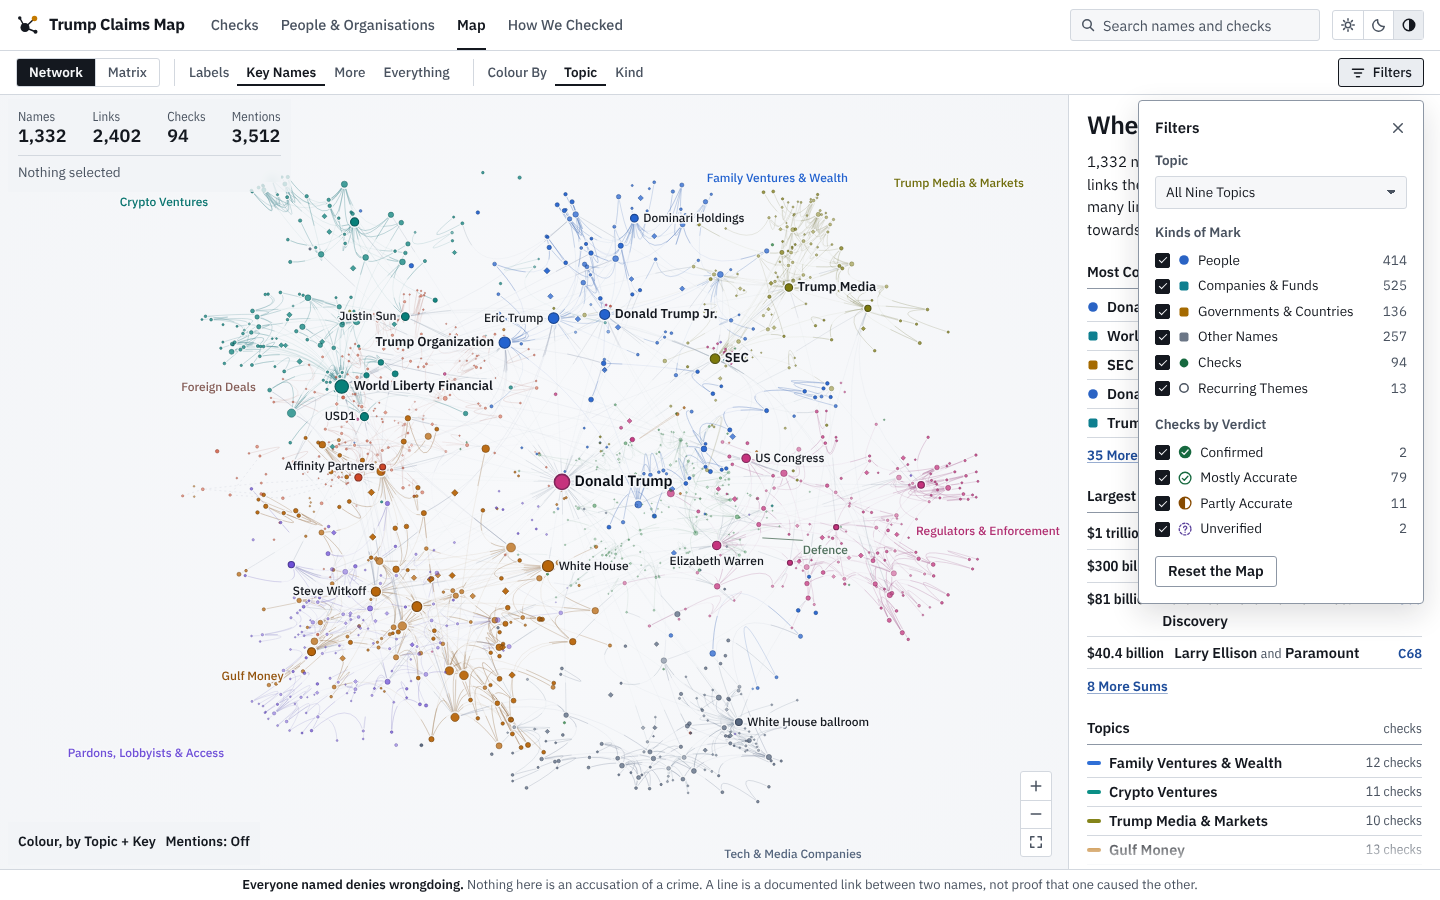 Trump Claims Map
Checks
People & Organisations
Map
How We Checked
Search names and checks
Network
Matrix
Labels
Key Names
More
Everything
Colour By
Topic
Kind
Filters
Names
Links
Checks
Mentions
1,332
2,402
94
3,512
Nothing selected
Crypto Ventures
Family Ventures & Wealth
Trump Media & Markets
Dominari Holdings
Trump Media
Justin Sun
Eric Trump
Donald Trump Jr.
Trump Organization
SEC
Foreign Deals
World Liberty Financial
USD1
Affinity Partners
US Congress
Donald Trump
Regulators & Enforcement
Defence
Elizabeth Warren
White House
Steve Witkoff
Gulf Money
White House ballroom
Pardons, Lobbyists & Access
Tech & Media Companies
Colour, by Topic + Key
Mentions: Off
1,332
many
towards
35 More
Largest
$1
$300
$81
Discovery
$40.4 billion Larry Ellison and Paramount C68
8 More Sums
Topics checks
Family Ventures & Wealth 12 checks
Crypto Ventures 11 checks
Trump Media & Markets 10 checks
Gulf Money 13 checks
Filters
Topic
All Nine Topics
Kinds of Mark
People 414
Companies & Funds 525
Governments & Countries 136
Other Names 257
Checks 94
Recurring Themes 13
Checks by Verdict
Confirmed 2
Mostly Accurate 79
Partly Accurate 11
Unverified 2
Reset the Map
Everyone named denies wrongdoing. Nothing here is an accusation of a crime. A line is a documented link between two names, not proof that one caused the other.